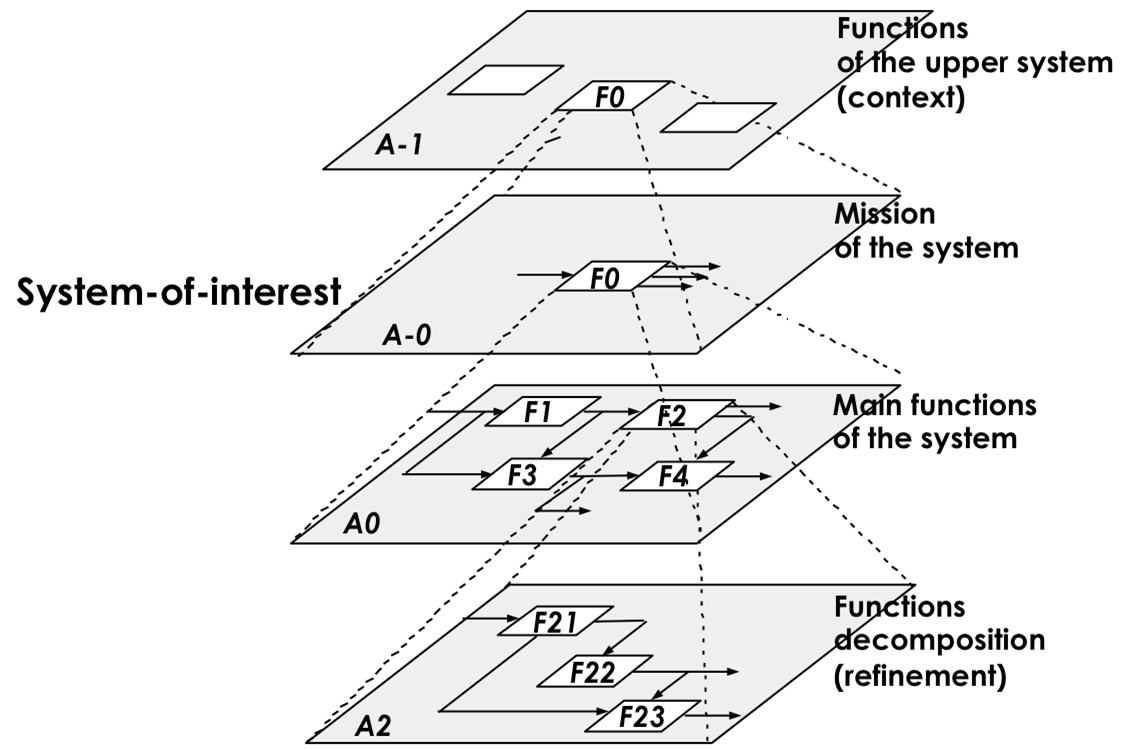 Functions
of the upper system
(context)
F0
A-1
Mission
of the system
System-of-interest
F0
A-0
Main functions
of the system
F1
F2
F3
F4
A0
Functions
decomposition
(refinement)
F21
F22
F23
A2